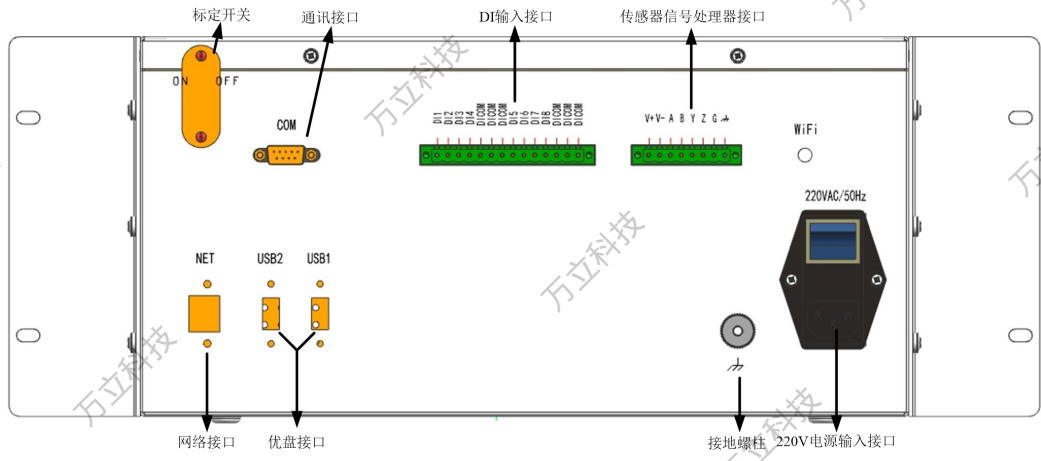 标定开关
通讯接口
DI输入接口
传感器信号处理器接口
ON OFF
COM
DI1 DI2 DI3 DI4 DICOM DICOM DICOM DI5 DI6 DI7 DI8 DICOM DICOM DICOM
V+ V- A B Y Z G
WiFi
220VAC/50Hz
NET
USB2
USB1
网络接口
优盘接口
接地螺柱
220V电源输入接口
万立科技
万立科技
万立科技
万立科技
万
万